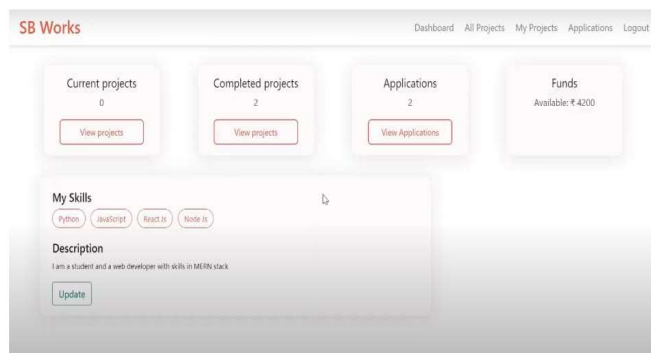 SB Works
Dashboard All Projects My Projects Applications Logout
Current projects
0
View projects
Completed projects
2
View projects
Applications
2
View Applications
Funds
Available: ₹ 4200
My Skills
Python JavaScript React Js Node Js
Description
I am a student and a web developer with skills in MERN stack
Update